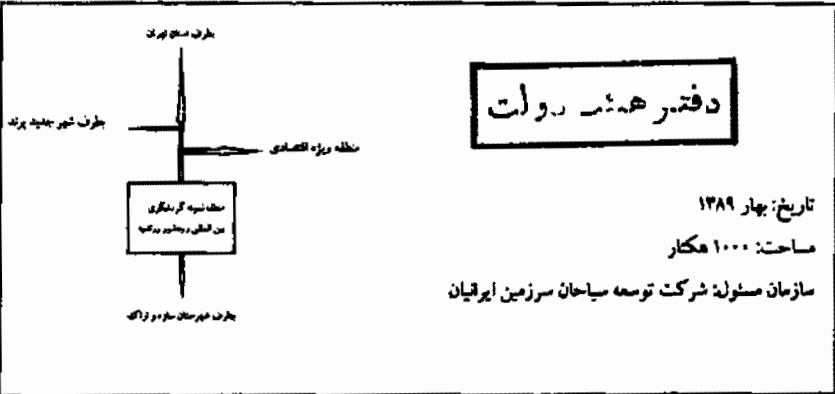 دفتر هیئت دولت
تاریخ: بهار ۱۳۸۹
مساحت: ۱۰۰۰ هکتار
سازمان مسئول: شرکت توسعه سیاحان سرزمین ایرانیان
بطرف استان تهران
بطرف شهر جدید پرند
منطقه ویژه اقتصادی
منطقه نمونه گردشگری
بین المللی و
بطرف شهرستان ساوه و اراک